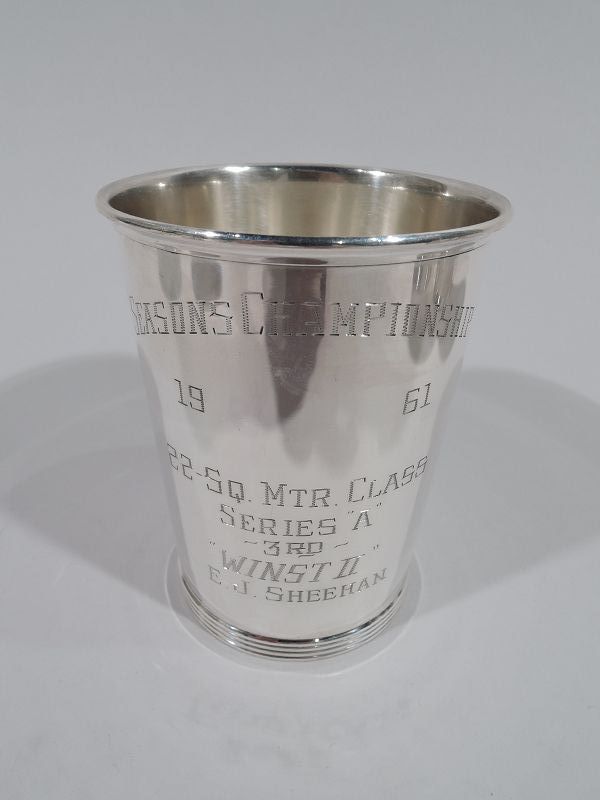 SEASONS CHAMPIONSHIP
19 61
22-SQ. MTR. CLASS
SERIES "A"
~ 3RD ~
"WINST II"
E.J. SHEEHAN